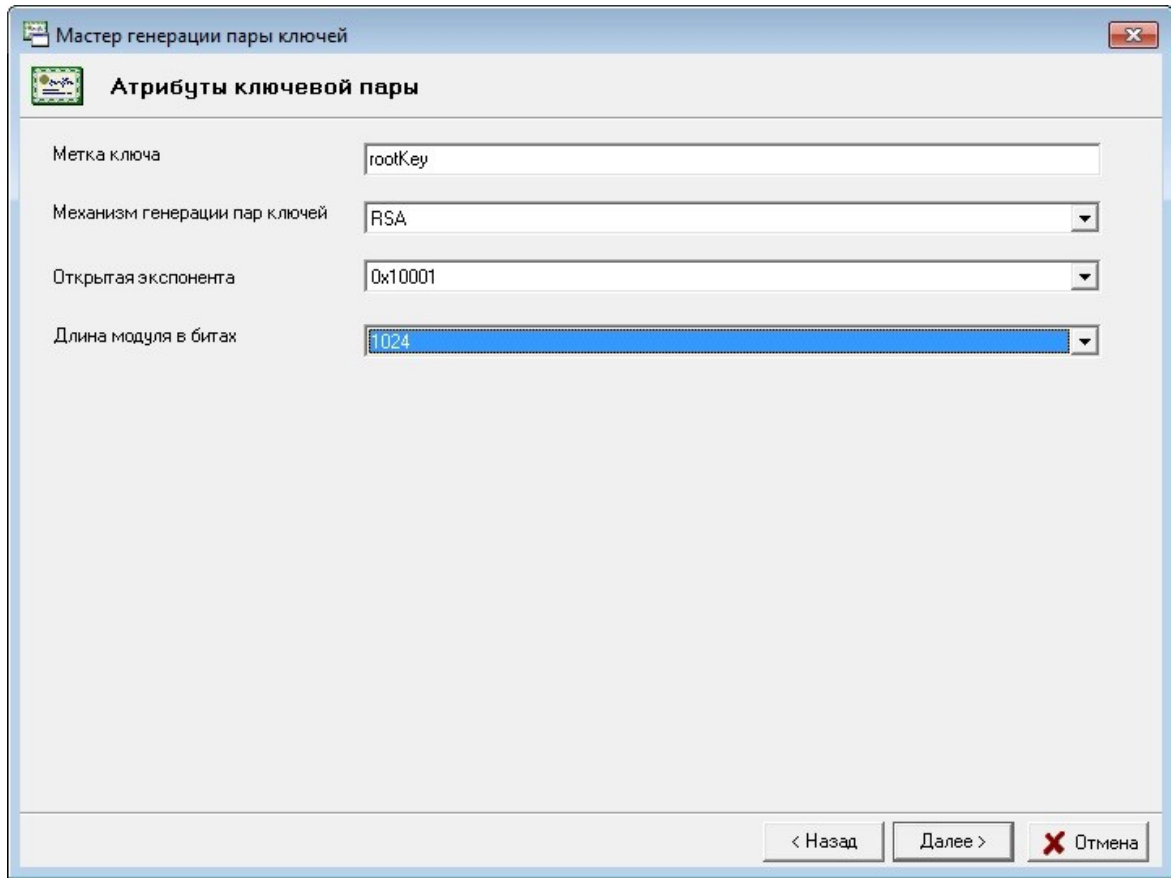 Мастер генерации пары ключей
Атрибуты ключевой пары
Метка ключа rootKey
Механизм генерации пар ключей RSA
Открытая экспонента 0x10001
Длина модуля в битах 1024
< Назад Далее > Отмена